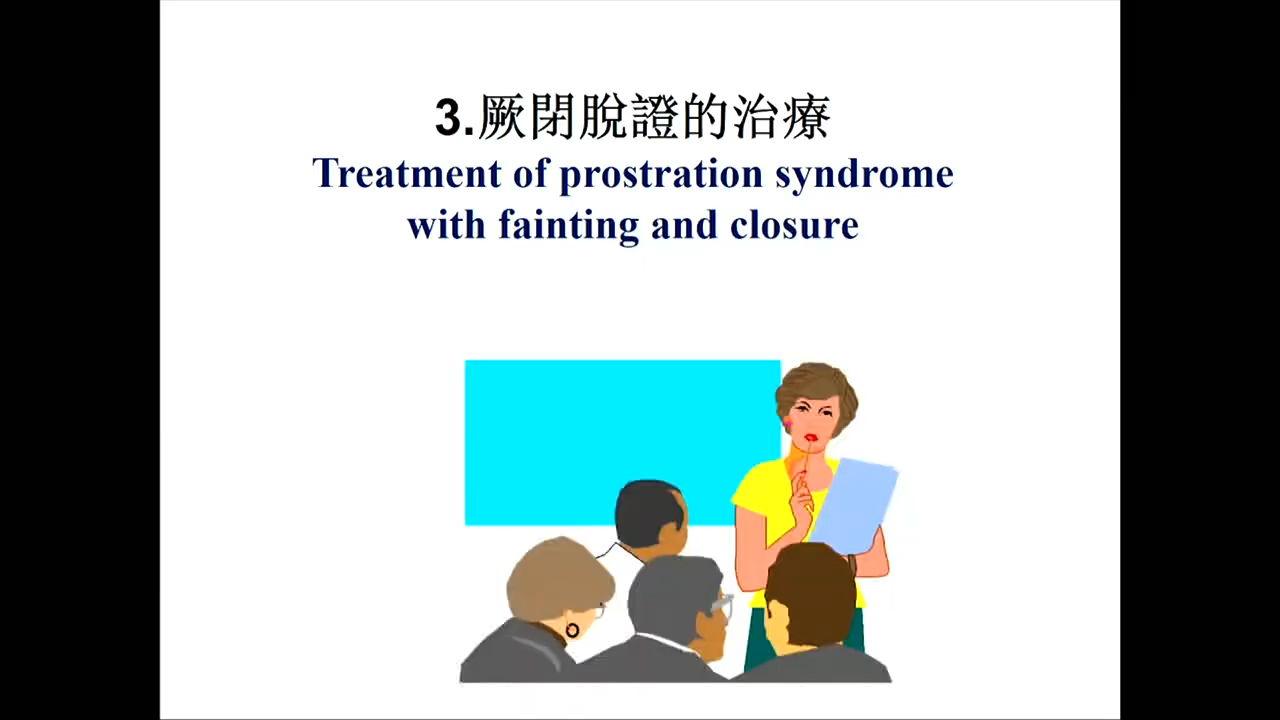 3.厥閉脫證的治療
Treatment of prostration syndrome
with fainting and closure